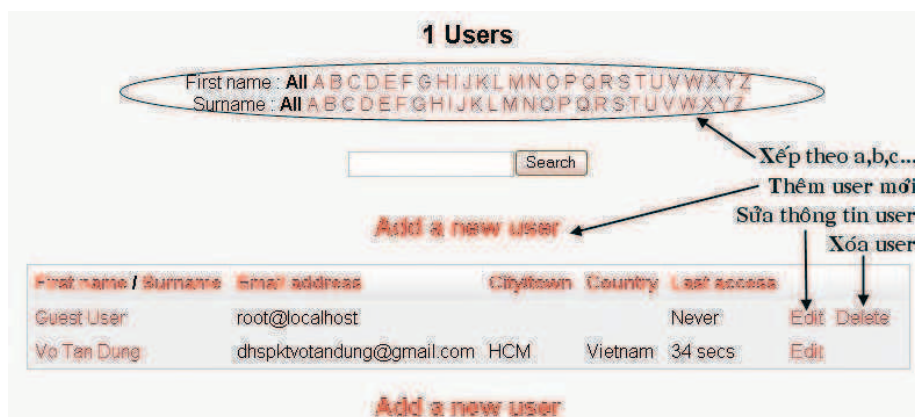 1 Users
First name : All A B C D E F G H I J K L M N O P Q R S T U V W X Y Z
Surname : All A B C D E F G H I J K L M N O P Q R S T U V W X Y Z
Xếp theo a,b,c...
Search
Thêm user mới
Sửa thông tin user
Add a new user
Xóa user
First name / Surname Email address City/town Country Last access
Guest User root@localhost Never Edit Delete
Vo Tan Dung dhspktvotandung@gmail.com HCM Vietnam 34 secs Edit
Add a new user